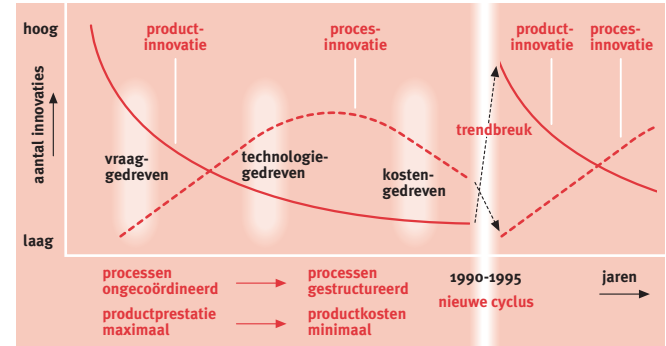 hoog
product-
innovatie
proces-
innovatie
product-
innovatie
proces-
innovatie
aantal innovaties
trendbreuk
vraag-
gedreven
technologie-
gedreven
kosten-
gedreven
laag
processen
ongecoördineerd
processen
gestructureerd
1990-1995
nieuwe cyclus
jaren
productprestatie
maximaal
productkosten
minimaal